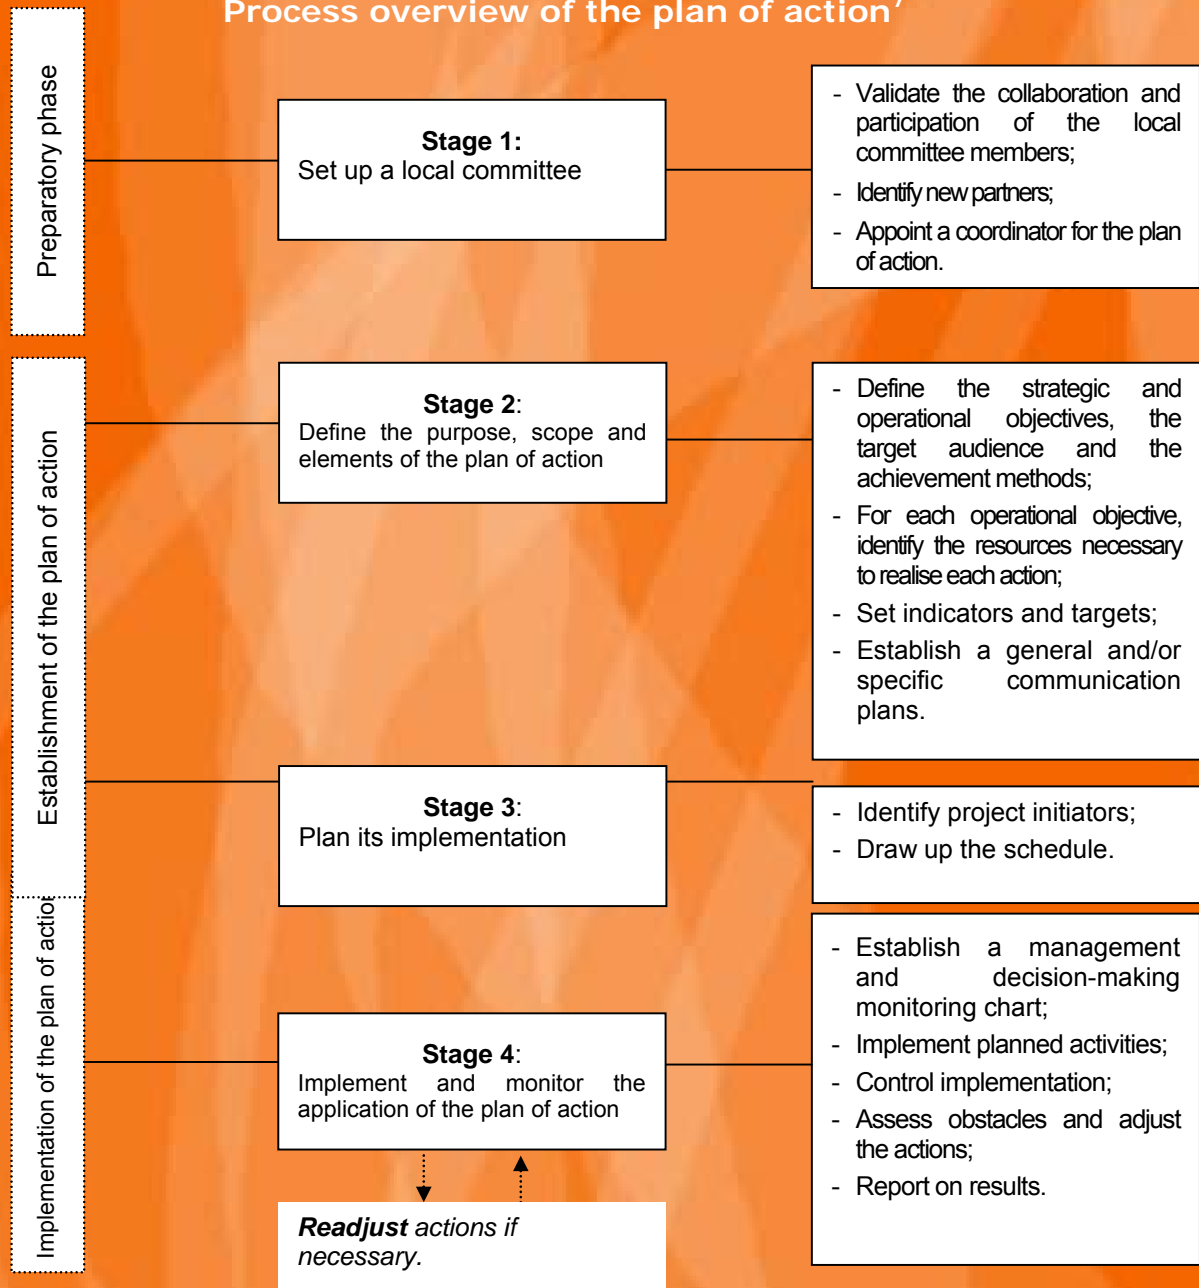 Process overview of the plan of action7
Preparatory phase
Stage 1:
Set up a local committee
- Validate the collaboration and
participation of the local
committee members;
- Identify new partners;
- Appoint a coordinator for the plan
of action.
Establishment of the plan of action
Stage 2:
Define the purpose, scope and
elements of the plan of action
- Define the strategic and
operational objectives, the
target audience and the
achievement methods;
- For each operational objective,
identify the resources necessary
to realise each action;
- Set indicators and targets;
- Establish a general and/or
specific communication
plans.
Stage 3:
Plan its implementation
- Identify project initiators;
- Draw up the schedule.
Implementation of the plan of action
Stage 4:
Implement and monitor the
application of the plan of action
- Establish a management
and decision-making
monitoring chart;
- Implement planned activities;
- Control implementation;
- Assess obstacles and adjust
the actions;
- Report on results.
Readjust actions if
necessary.